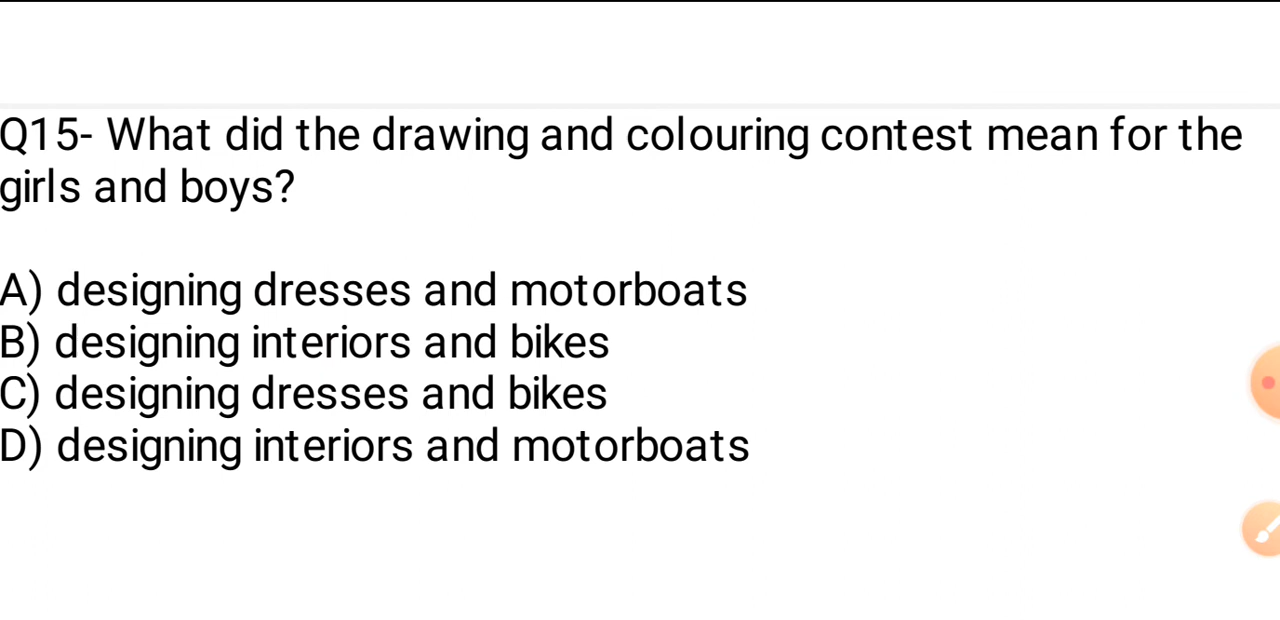 Q15- What did the drawing and colouring contest mean for the
girls and boys?
A) designing dresses and motorboats
B) designing interiors and bikes
C) designing dresses and bikes
D) designing interiors and motorboats